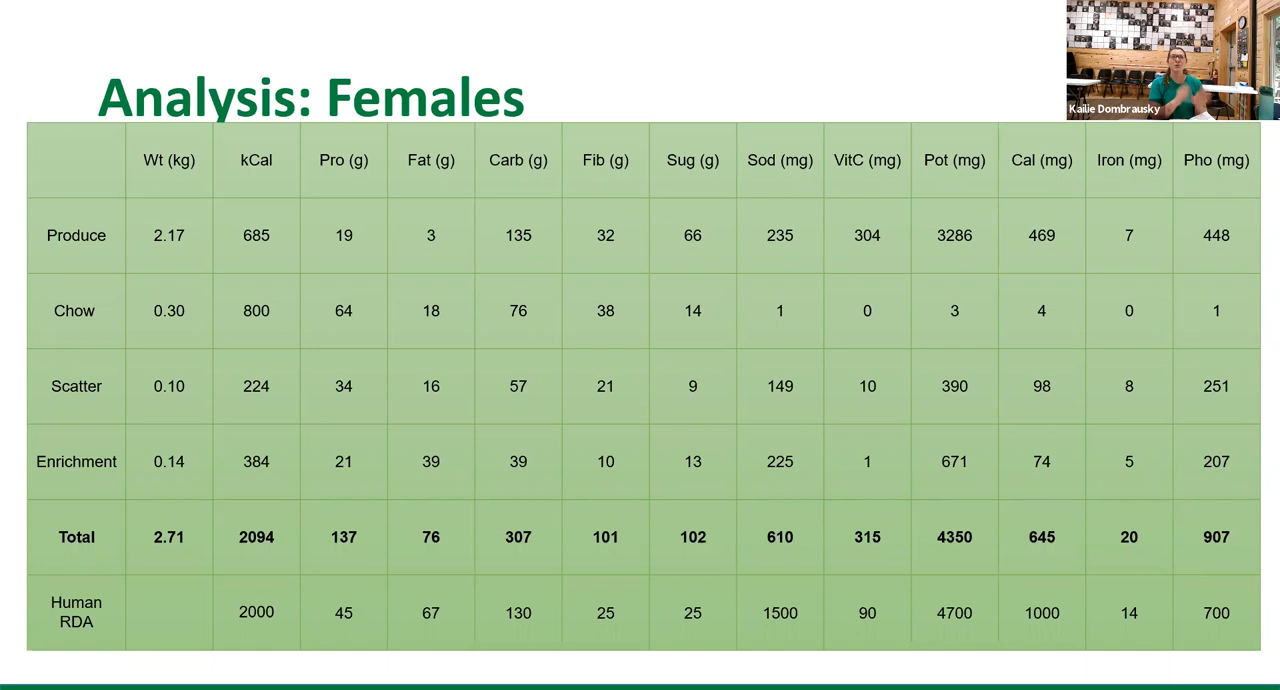 Analysis: Females
Kailie Dombrausky
Wt (kg) kCal Pro (g) Fat (g) Carb (g) Fib (g) Sug (g) Sod (mg) VitC (mg) Pot (mg) Cal (mg) Iron (mg) Pho (mg)
Produce 2.17 685 19 3 135 32 66 235 304 3286 469 7 448
Chow 0.30 800 64 18 76 38 14 1 0 3 4 0 1
Scatter 0.10 224 34 16 57 21 9 149 10 390 98 8 251
Enrichment 0.14 384 21 39 39 10 13 225 1 671 74 5 207
Total 2.71 2094 137 76 307 101 102 610 315 4350 645 20 907
Human
RDA 2000 45 67 130 25 25 1500 90 4700 1000 14 700